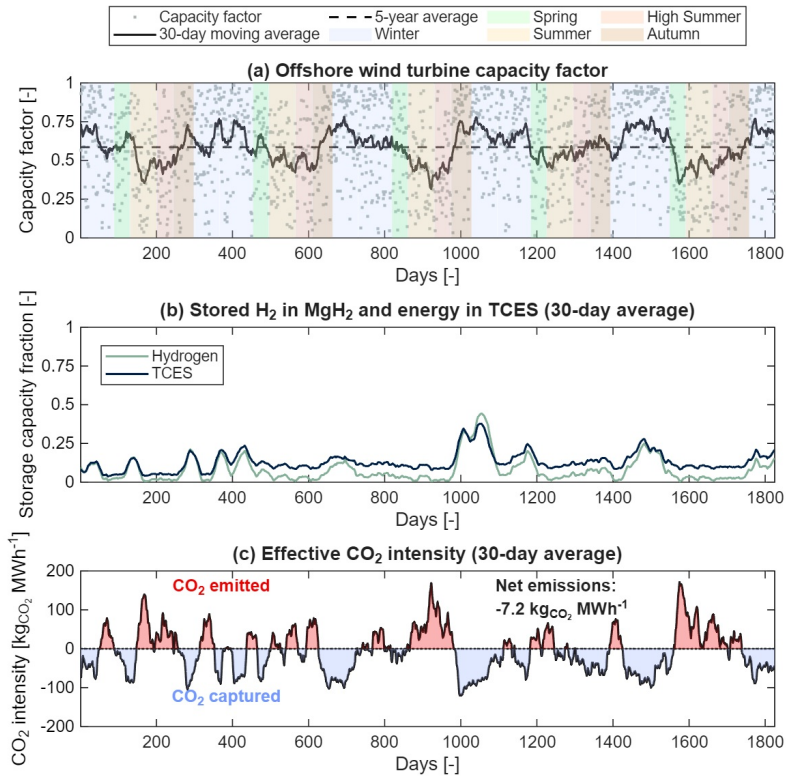 Capacity factor
5-year average
Spring
High Summer
30-day moving average
Winter
Summer
Autumn
(a) Offshore wind turbine capacity factor
Capacity factor [-]
1
0.75
0.5
0.25
0
200 400 600 800 1000 1200 1400 1600 1800
Days [-]
(b) Stored H₂ in MgH₂ and energy in TCES (30-day average)
Storage capacity fraction [-]
1
0.75
0.5
0.25
0
Hydrogen
TCES
200 400 600 800 1000 1200 1400 1600 1800
Days [-]
(c) Effective CO₂ intensity (30-day average)
CO₂ intensity [kg_CO₂ MWh⁻¹]
200
100
0
-100
-200
CO₂ emitted
Net emissions:
-7.2 kg_CO₂ MWh⁻¹
CO₂ captured
200 400 600 800 1000 1200 1400 1600 1800
Days [-]